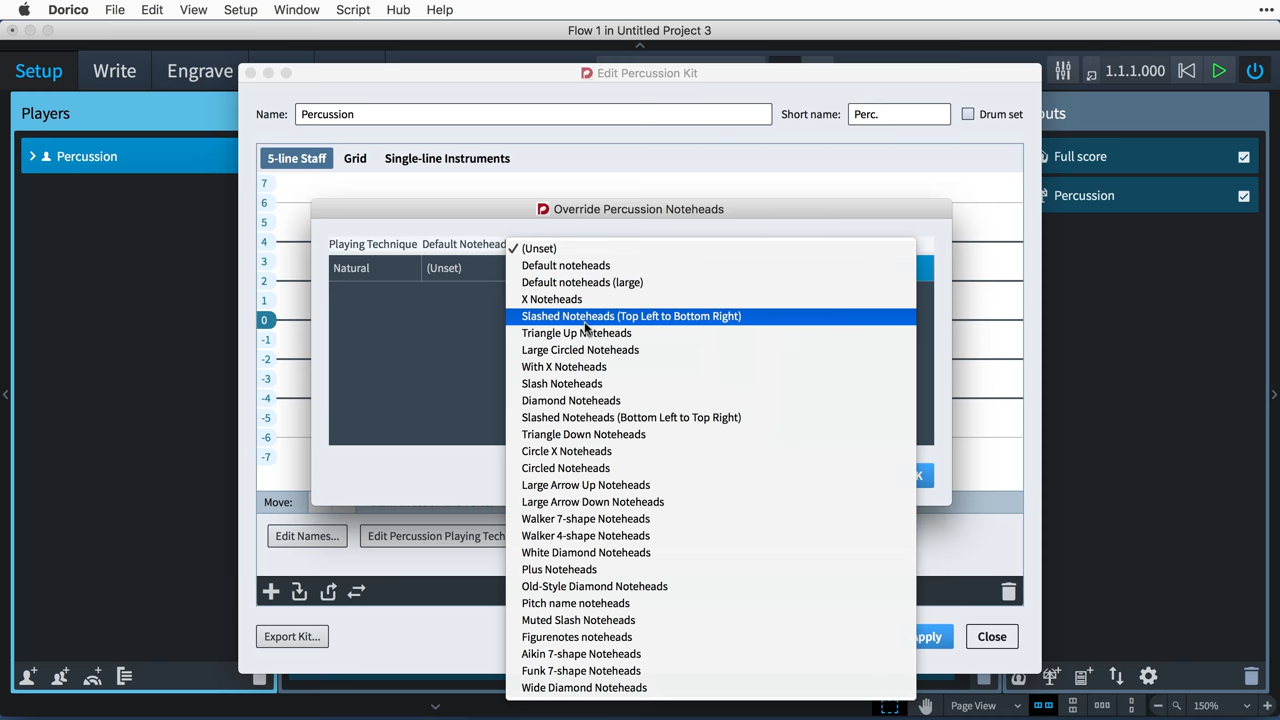 Dorico File Edit View Setup Window Script Hub Help
Flow 1 in Untitled Project 3
Setup Write Engrave 1.1.1.000
Edit Percussion Kit
Players
Percussion
Name: Percussion Short name: Perc. Drum set
5-line Staff Grid Single-line Instruments
7
6
5
4
3
2
1
0
-1
-2
-3
-4
-5
-6
-7
Override Percussion Noteheads
Playing Technique Default Notehead
Natural (Unset)
✓ (Unset)
Default noteheads
Default noteheads (large)
X Noteheads
Slashed Noteheads (Top Left to Bottom Right)
Triangle Up Noteheads
Large Circled Noteheads
With X Noteheads
Slash Noteheads
Diamond Noteheads
Slashed Noteheads (Bottom Left to Top Right)
Triangle Down Noteheads
Circle X Noteheads
Circled Noteheads
Large Arrow Up Noteheads
Large Arrow Down Noteheads
Walker 7-shape Noteheads
Walker 4-shape Noteheads
White Diamond Noteheads
Plus Noteheads
Old-Style Diamond Noteheads
Pitch name noteheads
Muted Slash Noteheads
Figurenotes noteheads
Aikin 7-shape Noteheads
Funk 7-shape Noteheads
Wide Diamond Noteheads
Move:
Edit Names... Edit Percussion Playing Tech
Export Kit... pply Close
outs
Full score
Percussion
Page View 150%